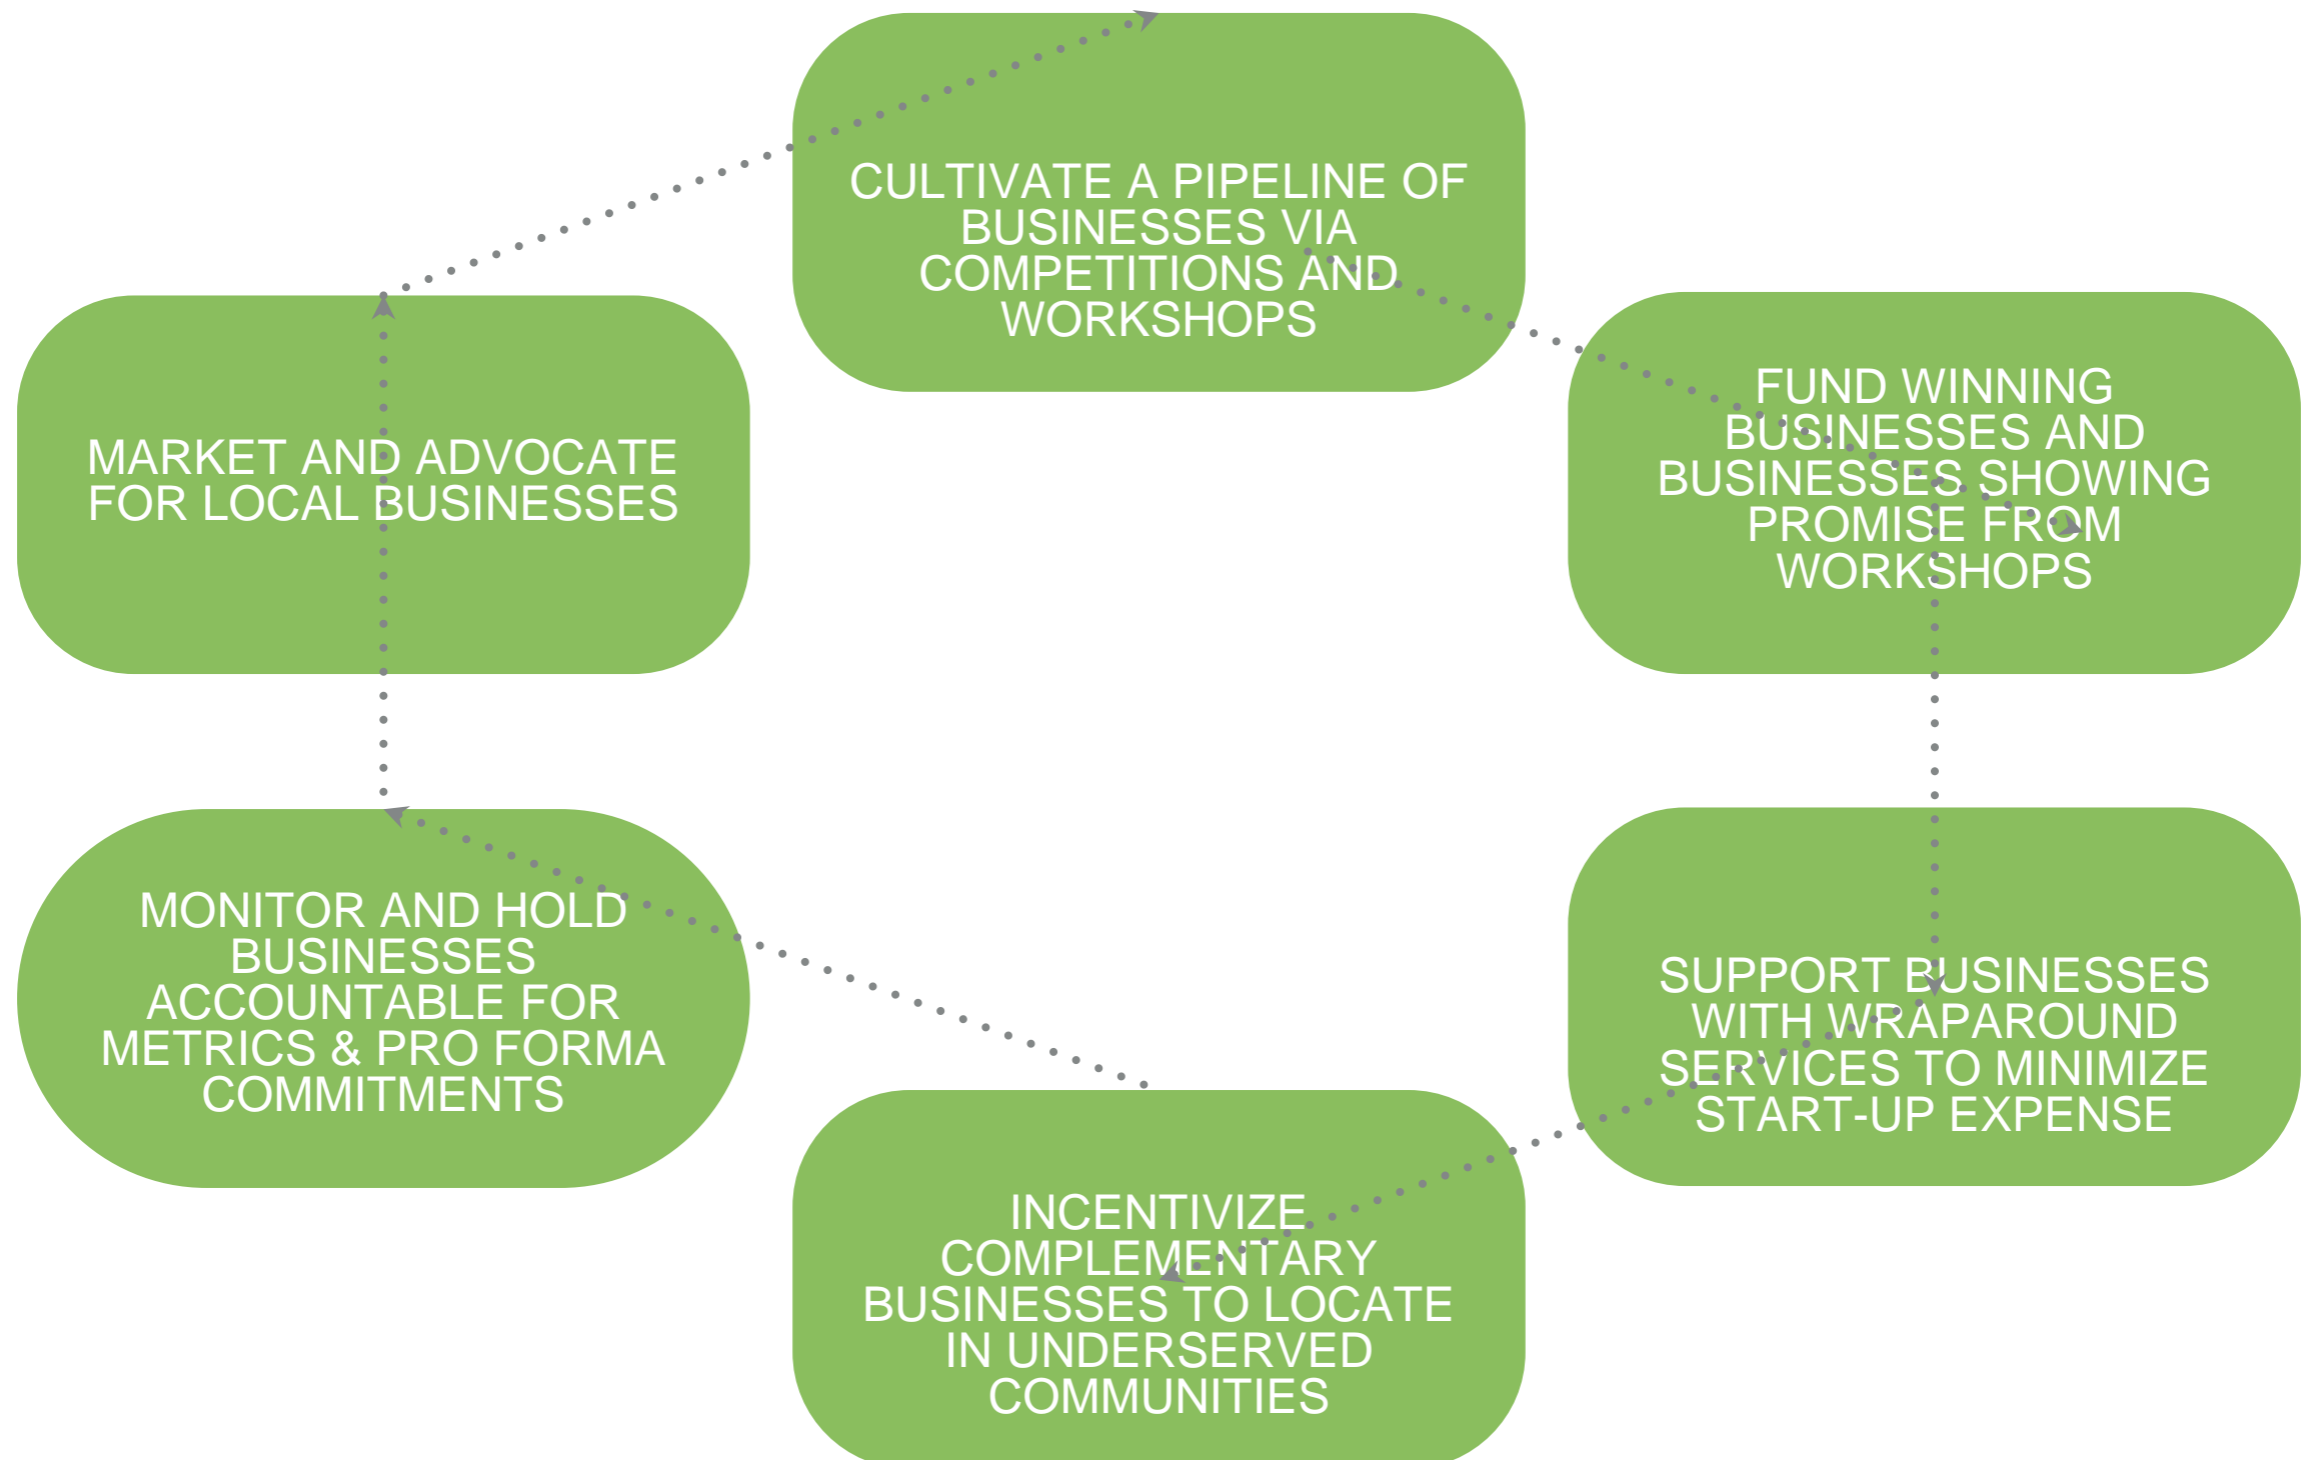 CULTIVATE A PIPELINE OF
BUSINESSES VIA
COMPETITIONS AND
WORKSHOPS
FUND WINNING
BUSINESSES AND
BUSINESSES SHOWING
PROMISE FROM
WORKSHOPS
SUPPORT BUSINESSES
WITH WRAPAROUND
SERVICES TO MINIMIZE
START-UP EXPENSE
INCENTIVIZE
COMPLEMENTARY
BUSINESSES TO LOCATE
IN UNDERSERVED
COMMUNITIES
MONITOR AND HOLD
BUSINESSES
ACCOUNTABLE FOR
METRICS & PRO FORMA
COMMITMENTS
MARKET AND ADVOCATE
FOR LOCAL BUSINESSES